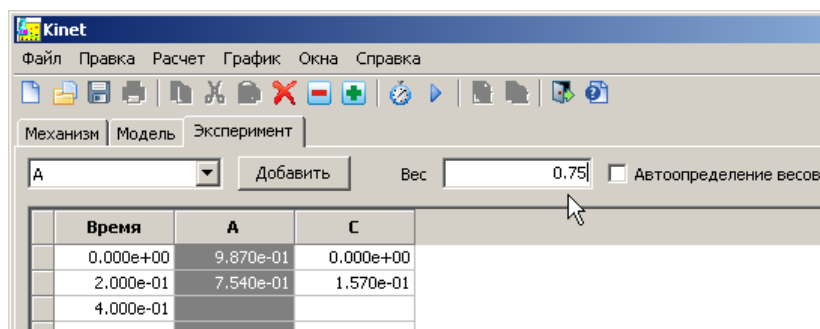 Kinet
Файл Правка Расчет График Окна Справка
Механизм Модель Эксперимент
A Добавить Вес 0.75 Автоопределение весов
Время A C
0.000e+00 9.870e-01 0.000e+00
2.000e-01 7.540e-01 1.570e-01
4.000e-01